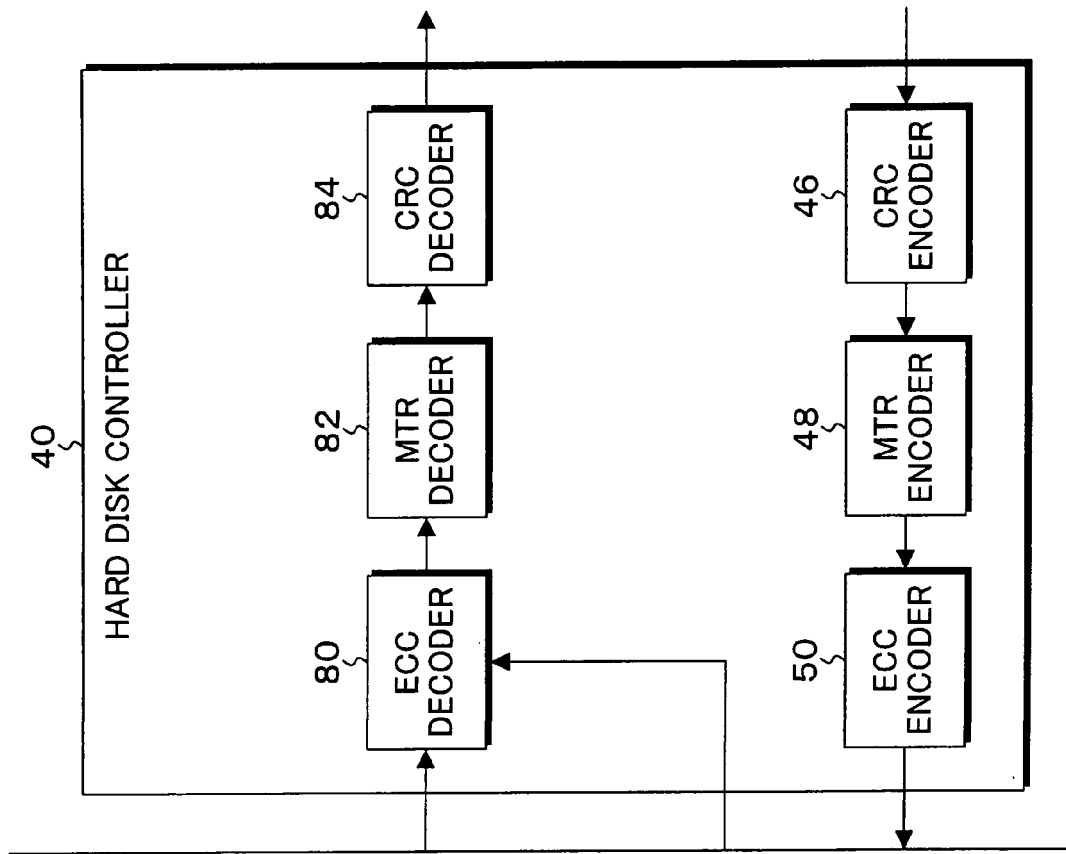 40
HARD DISK CONTROLLER
80
ECC
DECODER
82
MTR
DECODER
84
CRC
DECODER
50
ECC
ENCODER
48
MTR
ENCODER
46
CRC
ENCODER